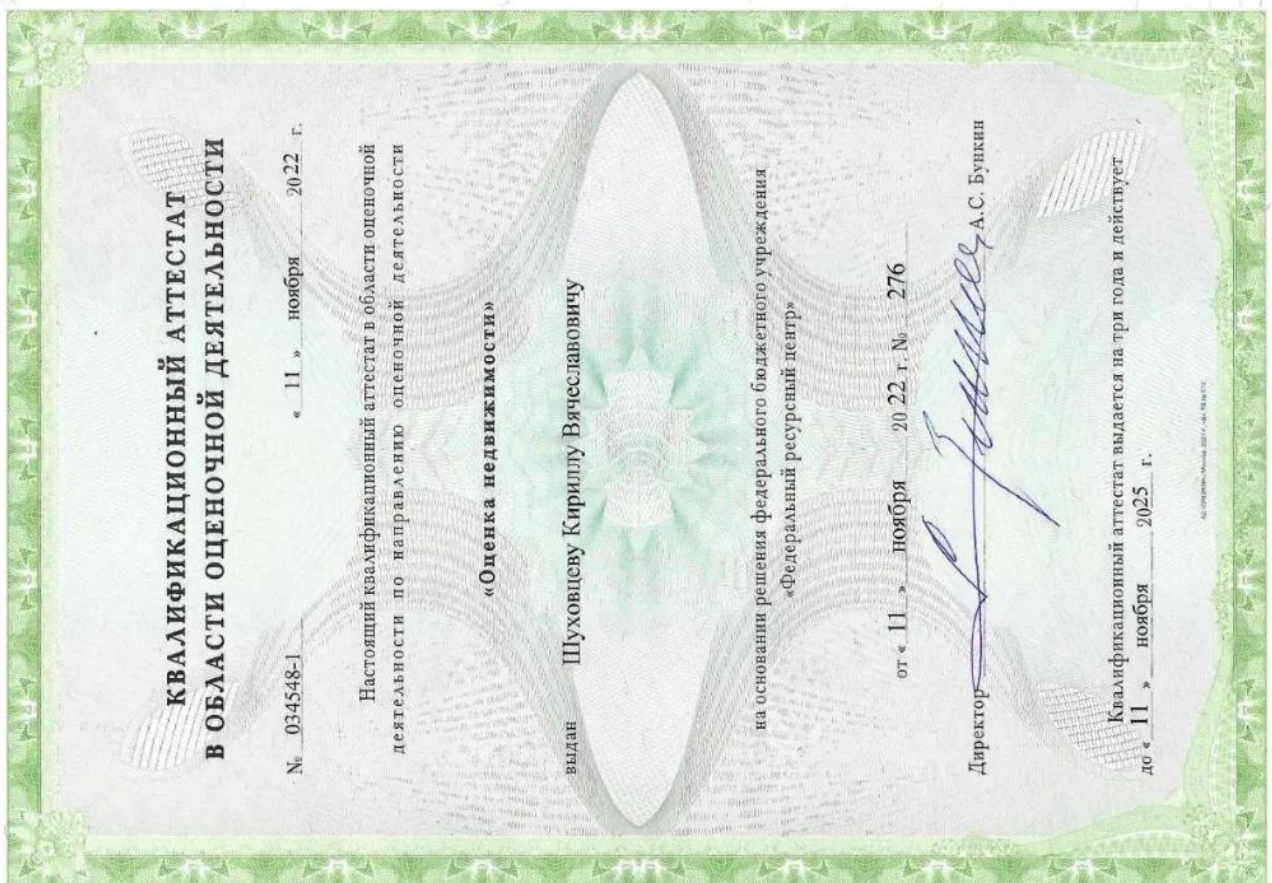 КВАЛИФИКАЦИОННЫЙ АТТЕСТАТ
В ОБЛАСТИ ОЦЕНОЧНОЙ ДЕЯТЕЛЬНОСТИ
№ 034548-1 « 11 » ноября 2022 г.
Настоящий квалификационный аттестат в области оценочной
деятельности по направлению оценочной деятельности
«Оценка недвижимости»
выдан Шуховцеву Кириллу Вячеславовичу
на основании решения федерального бюджетного учреждения
«Федеральный ресурсный центр»
от « 11 » ноября 20 22 г. № 276
Директор А.С. Бункин
Квалификационный аттестат выдается на три года и действует
до « 11 » ноября 2025 г.